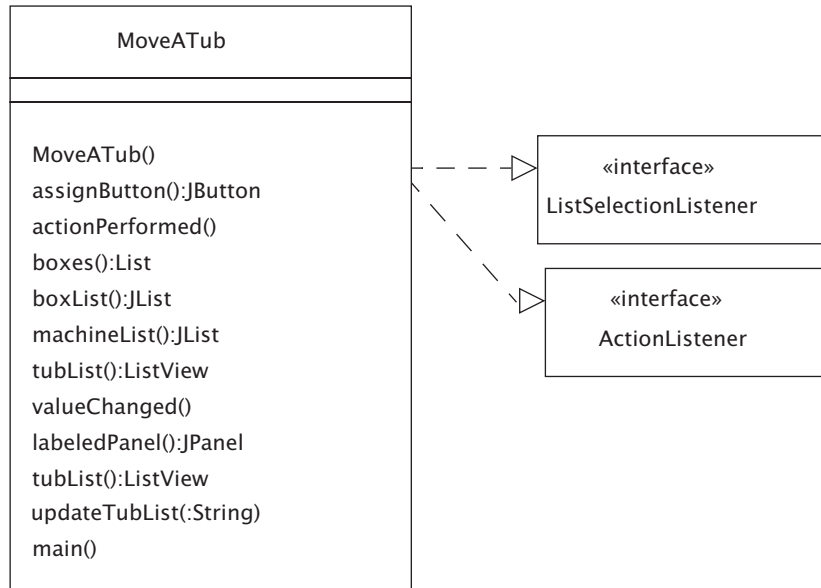 MoveATub
MoveATub()
assignButton():JButton
actionPerformed()
boxes():List
boxList():JList
machineList():JList
tubList():ListView
valueChanged()
labeledPanel():JPanel
tubList():ListView
updateTubList(:String)
main()
«interface»
ListSelectionListener
«interface»
ActionListener